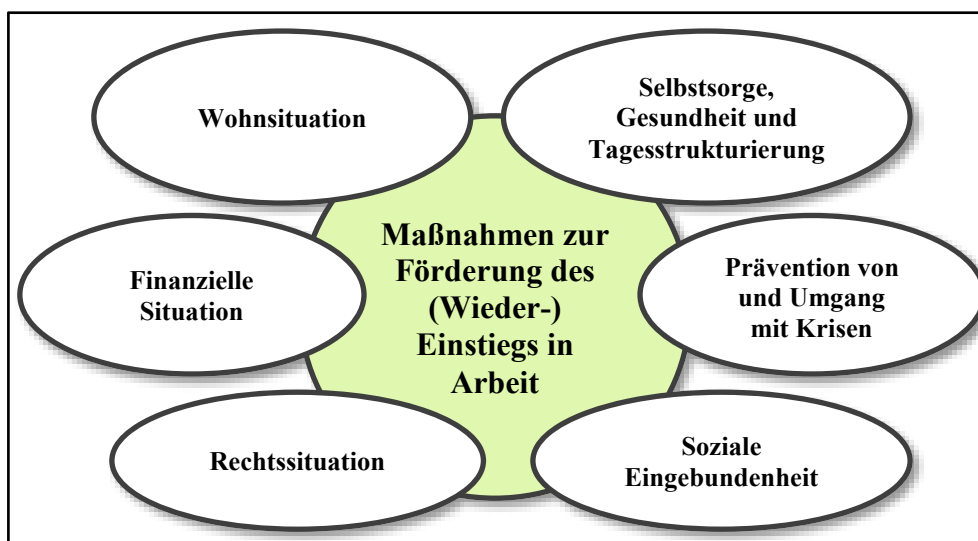 Wohnsituation
Selbstsorge,
Gesundheit und
Tagesstrukturierung
Maßnahmen zur
Förderung des
(Wieder-)
Einstiegs in
Arbeit
Finanzielle
Situation
Prävention von
und Umgang
mit Krisen
Rechtssituation
Soziale
Eingebundenheit